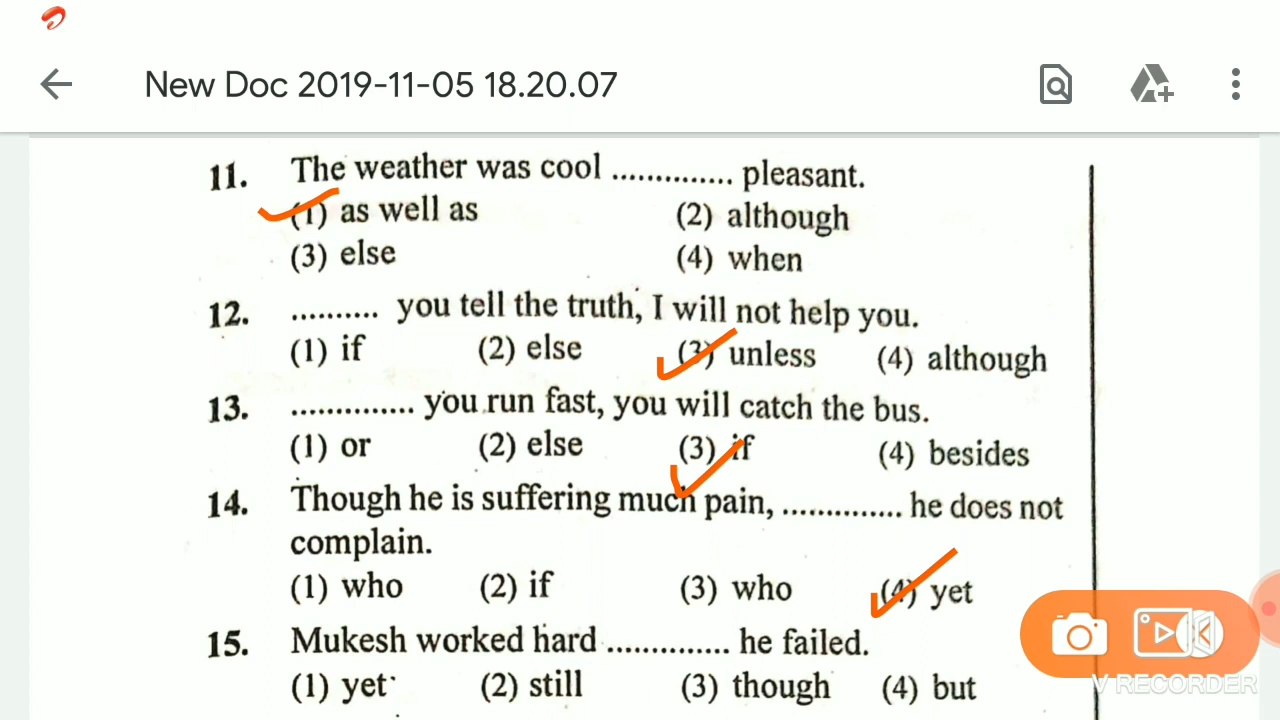 New Doc 2019-11-05 18.20.07
11. The weather was cool .............. pleasant.
(1) as well as (2) although
(3) else (4) when
12. .......... you tell the truth, I will not help you.
(1) if (2) else (3) unless (4) although
13. .............. you run fast, you will catch the bus.
(1) or (2) else (3) if (4) besides
14. Though he is suffering much pain, .............. he does not
complain.
(1) who (2) if (3) who (4) yet
15. Mukesh worked hard .............. he failed.
(1) yet (2) still (3) though (4) but
V RECORDER